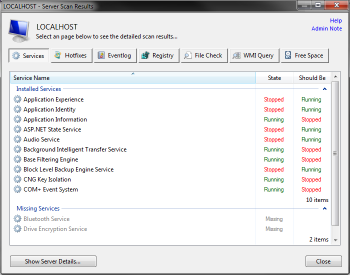 LOCALHOST - Server Scan Results
LOCALHOST
Select an page below to see the detailed scan results...
Help
Admin Note
Services
Hotfixes
Eventlog
Registry
File Check
WMI Query
Free Space
Service Name State Should Be
Installed Services
Application Experience Stopped Running
Application Identity Stopped Running
Application Information Running Stopped
ASP.NET State Service Stopped Running
Audio Service Running Stopped
Background Intelligent Transfer Service Running Stopped
Base Filtering Engine Running Stopped
Block Level Backup Engine Service Stopped Running
CNG Key Isolation Running Stopped
COM+ Event System Running Stopped
10 items
Missing Services
Bluetooth Service Missing Running
Drive Encryption Service Missing Running
2 items
Show Server Details...
Close